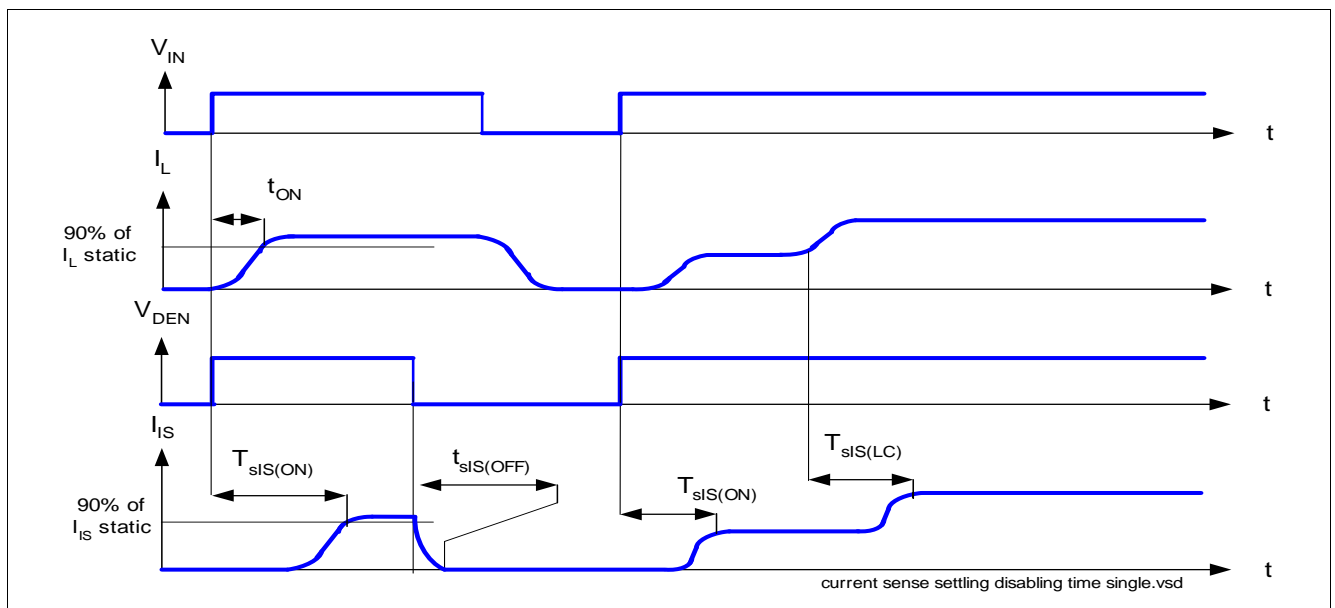 V_IN
t
I_L
t_ON
90% of
I_L static
t
V_DEN
t
I_IS
T_sIS(ON)
t_sIS(OFF)
T_sIS(LC)
T_sIS(ON)
90% of
I_IS static
t
current sense settling disabling time single.vsd